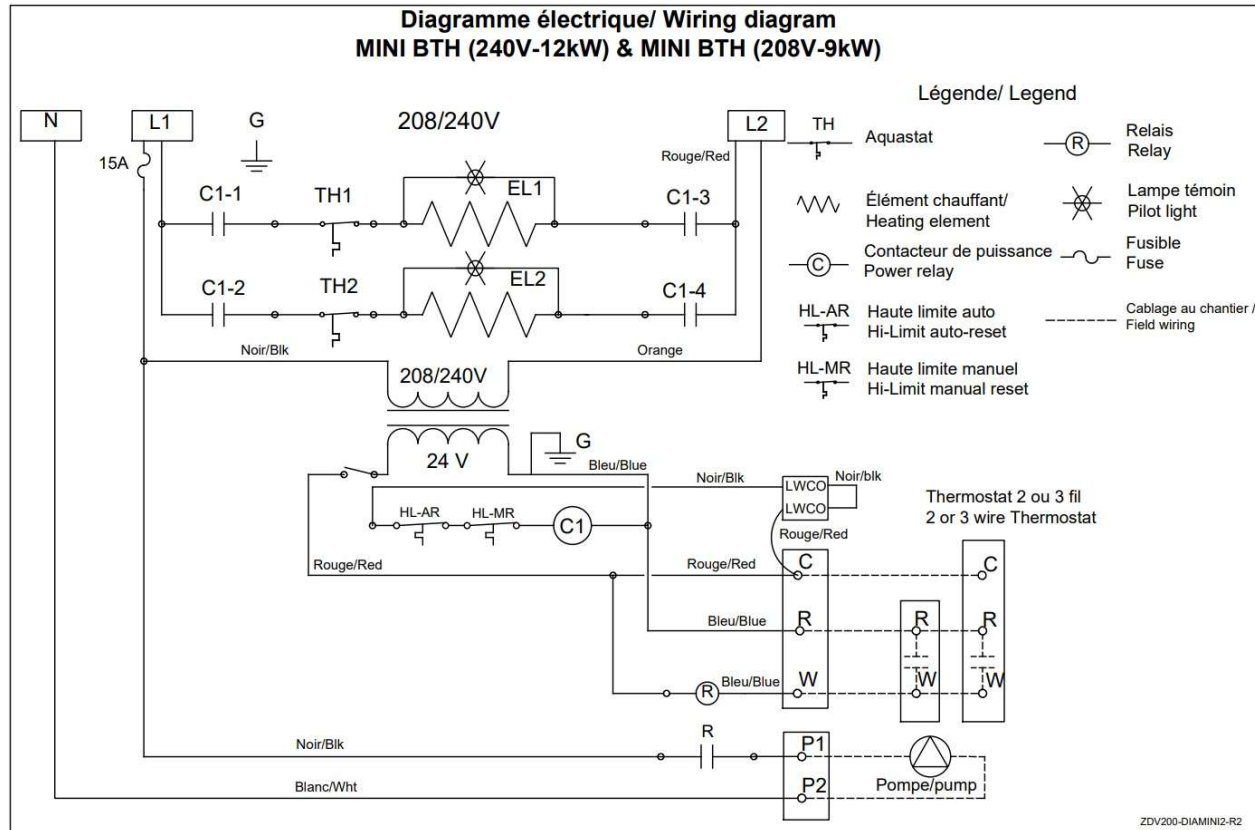 Diagramme électrique/ Wiring diagram
MINI BTH (240V-12kW) & MINI BTH (208V-9kW)
Légende/ Legend
N
L1
G
208/240V
L2
15A
Rouge/Red
TH
Aquastat
R
Relais
Relay
C1-1
TH1
EL1
C1-3
Élément chauffant/
Heating element
Lampe témoin
Pilot light
C
Contacteur de puissance
Power relay
Fusible
Fuse
C1-2
TH2
EL2
C1-4
HL-AR
Haute limite auto
Hi-Limit auto-reset
Cablage au chantier /
Field wiring
HL-MR
Haute limite manuel
Hi-Limit manual reset
Noir/Blk
Orange
208/240V
24 V
G
Bleu/Blue
Noir/Blk
LWCO
LWCO
Noir/blk
Thermostat 2 ou 3 fil
2 or 3 wire Thermostat
HL-AR
HL-MR
C1
Rouge/Red
Rouge/Red
Rouge/Red
C
C
Bleu/Blue
R
R
R
R
Bleu/Blue
W
W
W
Noir/Blk
R
P1
Blanc/Wht
P2
Pompe/pump
ZDV200-DIAMINI2-R2